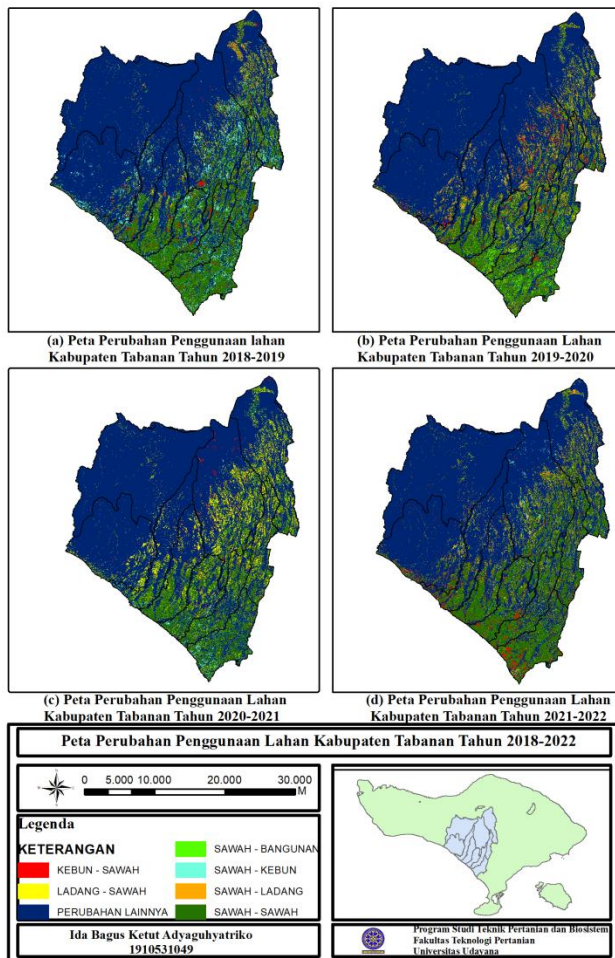 (a) Peta Perubahan Penggunaan lahan
Kabupaten Tabanan Tahun 2018-2019
(b) Peta Perubahan Penggunaan Lahan
Kabupaten Tabanan Tahun 2019-2020
(c) Peta Perubahan Penggunaan Lahan
Kabupaten Tabanan Tahun 2020-2021
(d) Peta Perubahan Penggunaan Lahan
Kabupaten Tabanan Tahun 2021-2022
Peta Perubahan Penggunaan Lahan Kabupaten Tabanan Tahun 2018-2022
0 5.000 10.000 20.000 30.000
M
Legenda
KETERANGAN
KEBUN - SAWAH
LADANG - SAWAH
PERUBAHAN LAINNYA
SAWAH - BANGUNAN
SAWAH - KEBUN
SAWAH - LADANG
SAWAH - SAWAH
Ida Bagus Ketut Adyaguhyatriko
1910531049
Program Studi Teknik Pertanian dan Biosistem
Fakultas Teknologi Pertanian
Universitas Udayana